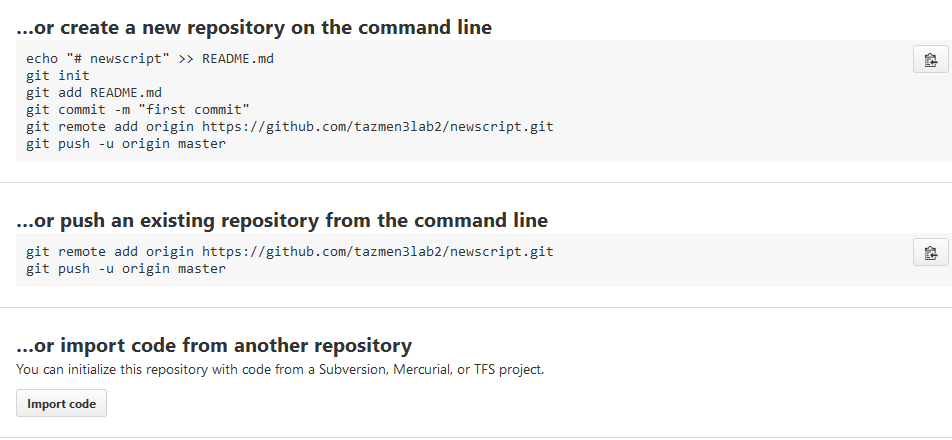 ...or create a new repository on the command line
echo "# newscript" >> README.md
git init
git add README.md
git commit -m "first commit"
git remote add origin https://github.com/tazmen3lab2/newscript.git
git push -u origin master
...or push an existing repository from the command line
git remote add origin https://github.com/tazmen3lab2/newscript.git
git push -u origin master
...or import code from another repository
You can initialize this repository with code from a Subversion, Mercurial, or TFS project.
Import code